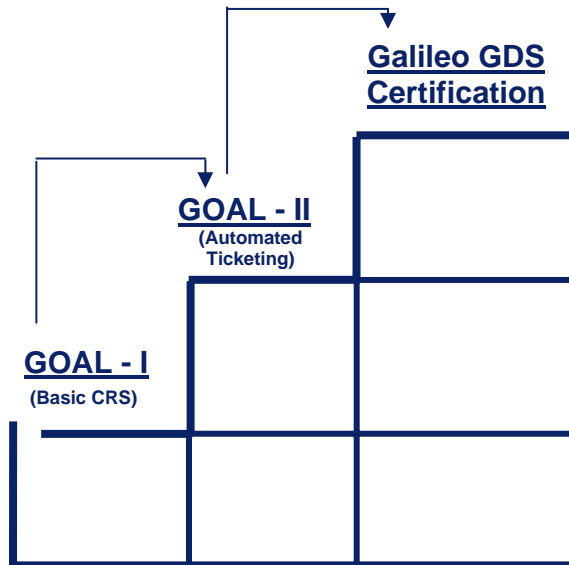 Galileo GDS
Certification
GOAL - II
(Automated
Ticketing)
GOAL - I
(Basic CRS)